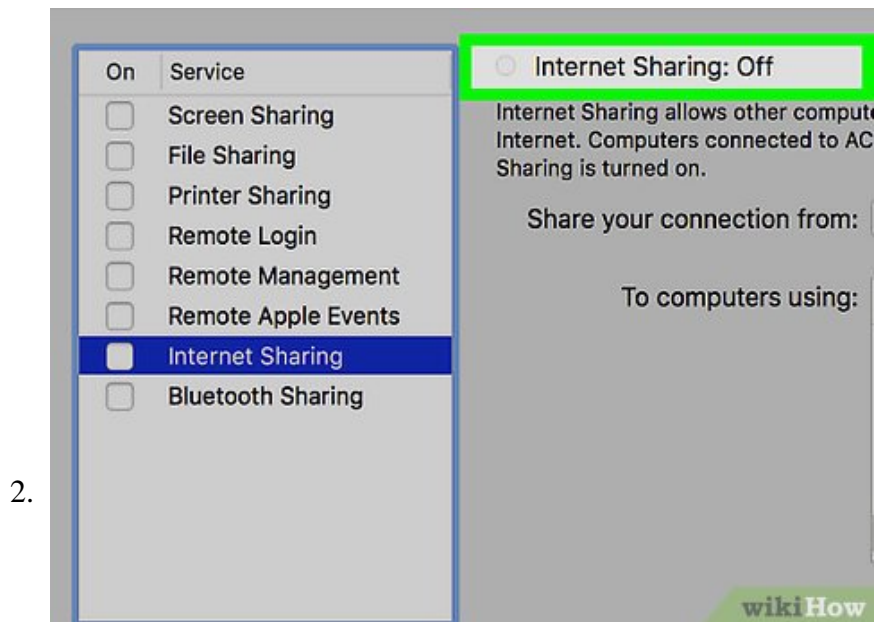 On Service
Screen Sharing
File Sharing
Printer Sharing
Remote Login
Remote Management
Remote Apple Events
Internet Sharing
Bluetooth Sharing
Internet Sharing: Off
Internet Sharing allows other
Internet. Computers connected to AC
Sharing is turned on.
Share your connection from:
To computers using:
2.
wikiHow